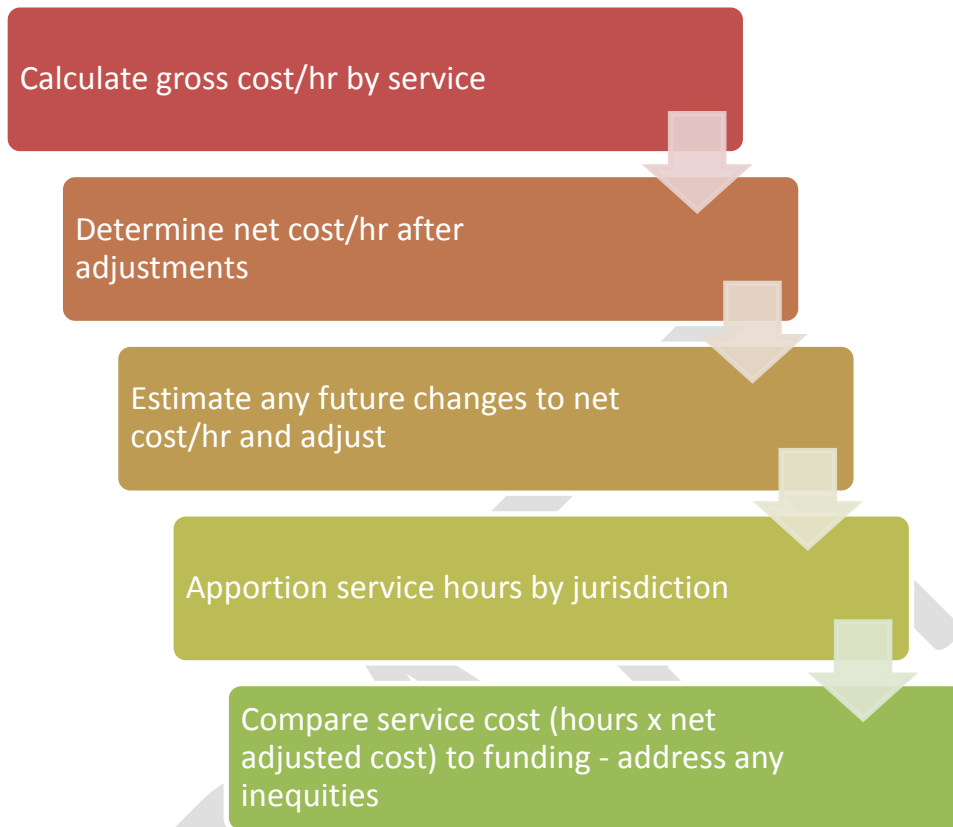 Calculate gross cost/hr by service
Determine net cost/hr after
adjustments
Estimate any future changes to net
cost/hr and adjust
Apportion service hours by jurisdiction
Compare service cost (hours x net
adjusted cost) to funding - address any
inequities